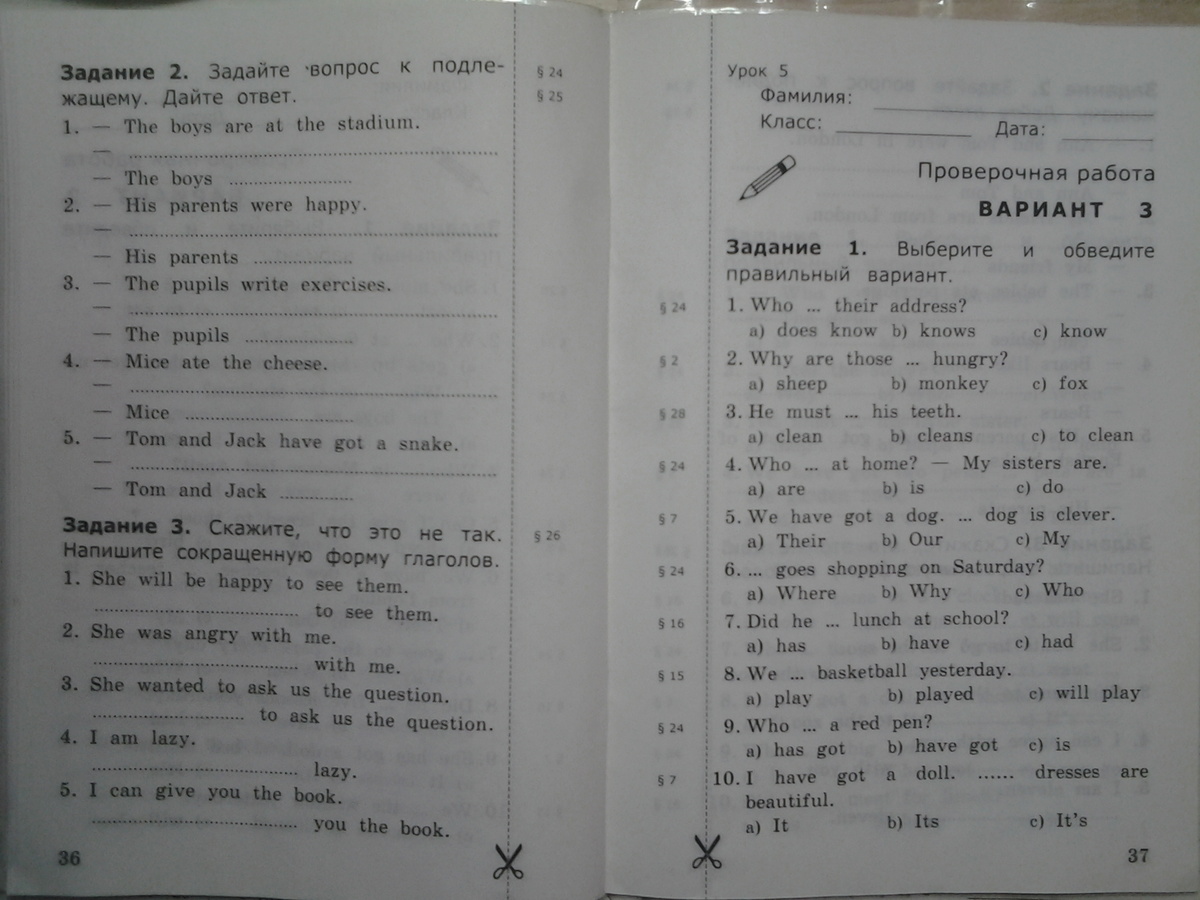 Задание 2. Задайте вопрос к подле-
жащему. Дайте ответ.
§ 24
§ 25
1. — The boys are at the stadium.
— ..............................
— The boys ....................
2. — His parents were happy.
— ..............................
— His parents ................
3. — The pupils write exercises.
— ..............................
— The pupils .................
4. — Mice ate the cheese.
— ..............................
— Mice ..........................
5. — Tom and Jack have got a snake.
— ..............................
— Tom and Jack ............
Задание 3. Скажите, что это не так.
Напишите сокращенную форму глаголов.
§ 26
1. She will be happy to see them.
.............................. to see them.
2. She was angry with me.
.............................. with me.
3. She wanted to ask us the question.
...................... to ask us the question.
4. I am lazy.
.............................. lazy.
5. I can give you the book.
.............................. you the book.
36
Урок 5
Фамилия: ____________________
Класс: __________ Дата: _______
Проверочная работа
ВАРИАНТ 3
Задание 1. Выберите и обведите
правильный вариант.
§ 24 1. Who ... their address?
a) does know b) knows c) know
§ 2 2. Why are those ... hungry?
a) sheep b) monkey c) fox
§ 28 3. He must ... his teeth.
a) clean b) cleans c) to clean
§ 24 4. Who ... at home? — My sisters are.
a) are b) is c) do
§ 7 5. We have got a dog. ... dog is clever.
a) Their b) Our c) My
§ 24 6. ... goes shopping on Saturday?
a) Where b) Why c) Who
§ 16 7. Did he ... lunch at school?
a) has b) have c) had
§ 15 8. We ... basketball yesterday.
a) play b) played c) will play
§ 24 9. Who ... a red pen?
a) has got b) have got c) is
§ 7 10. I have got a doll. ...... dresses are
beautiful.
a) It b) Its c) It's
37